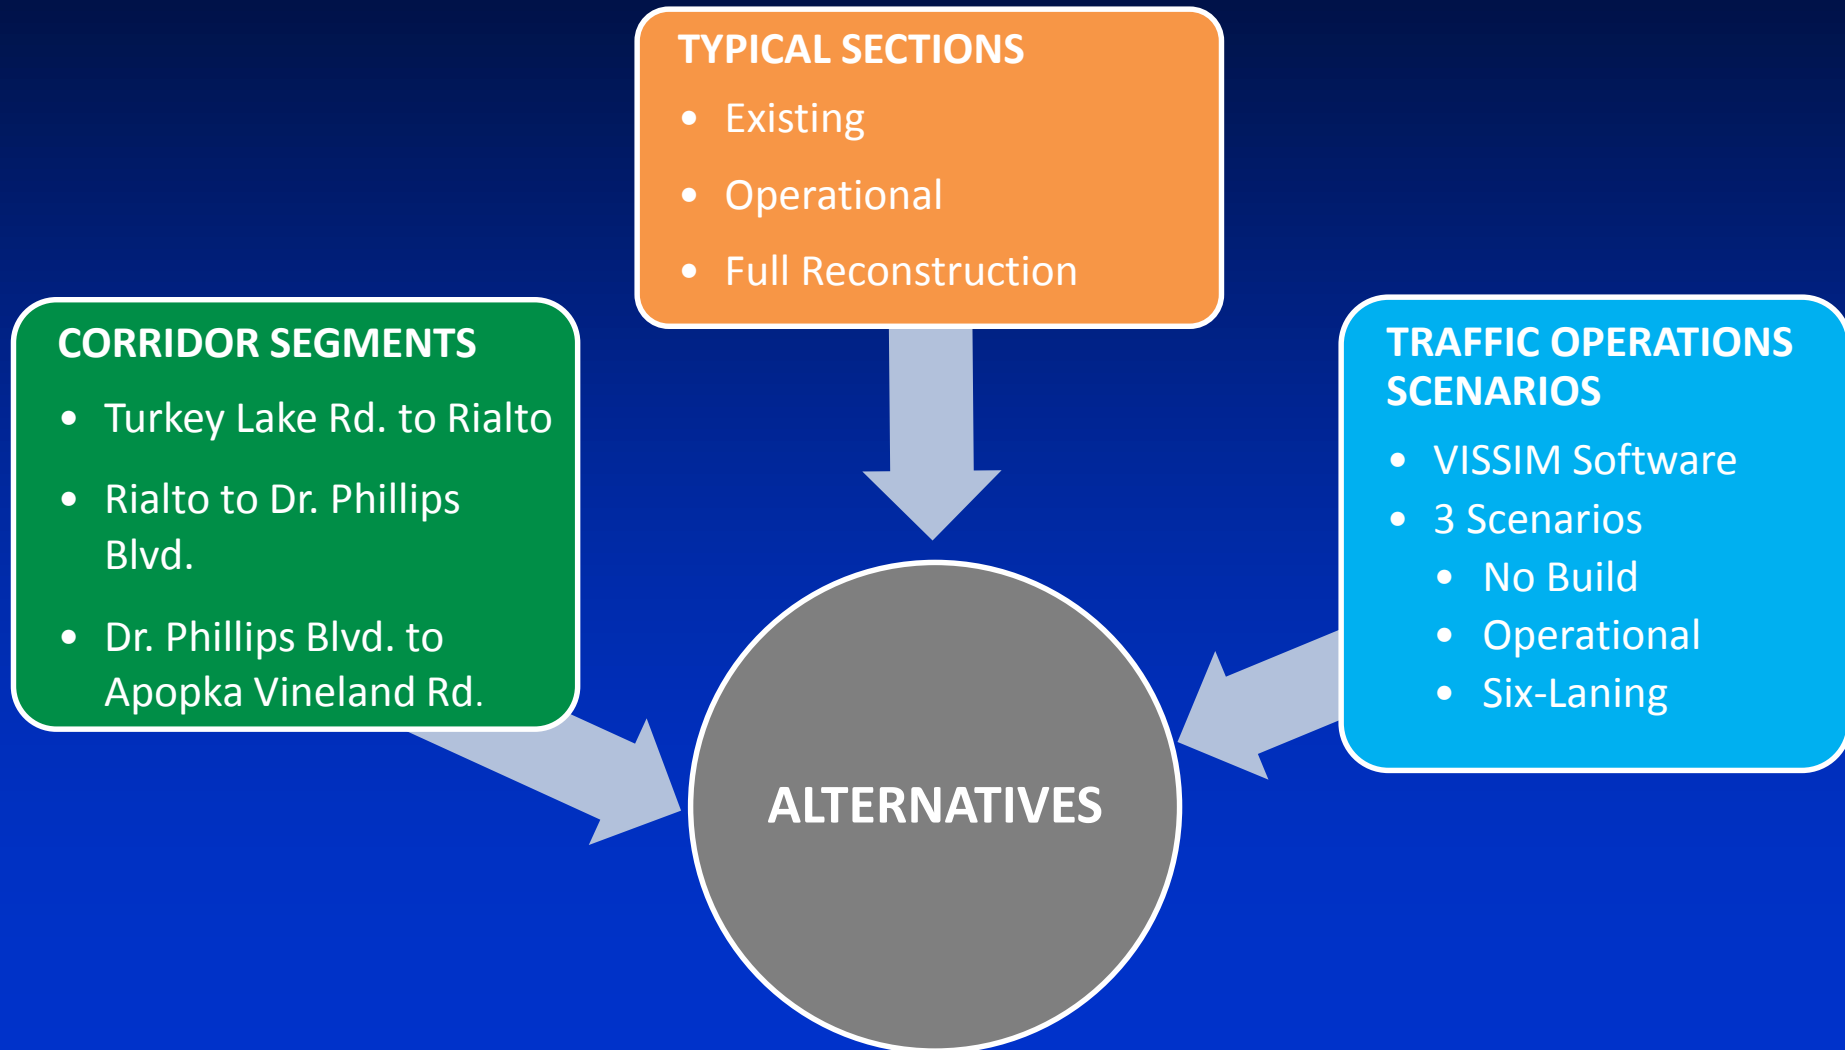 TYPICAL SECTIONS
• Existing
• Operational
• Full Reconstruction
CORRIDOR SEGMENTS
• Turkey Lake Rd. to Rialto
• Rialto to Dr. Phillips
Blvd.
• Dr. Phillips Blvd. to
Apopka Vineland Rd.
TRAFFIC OPERATIONS
SCENARIOS
• VISSIM Software
• 3 Scenarios
• No Build
• Operational
• Six-Laning
ALTERNATIVES